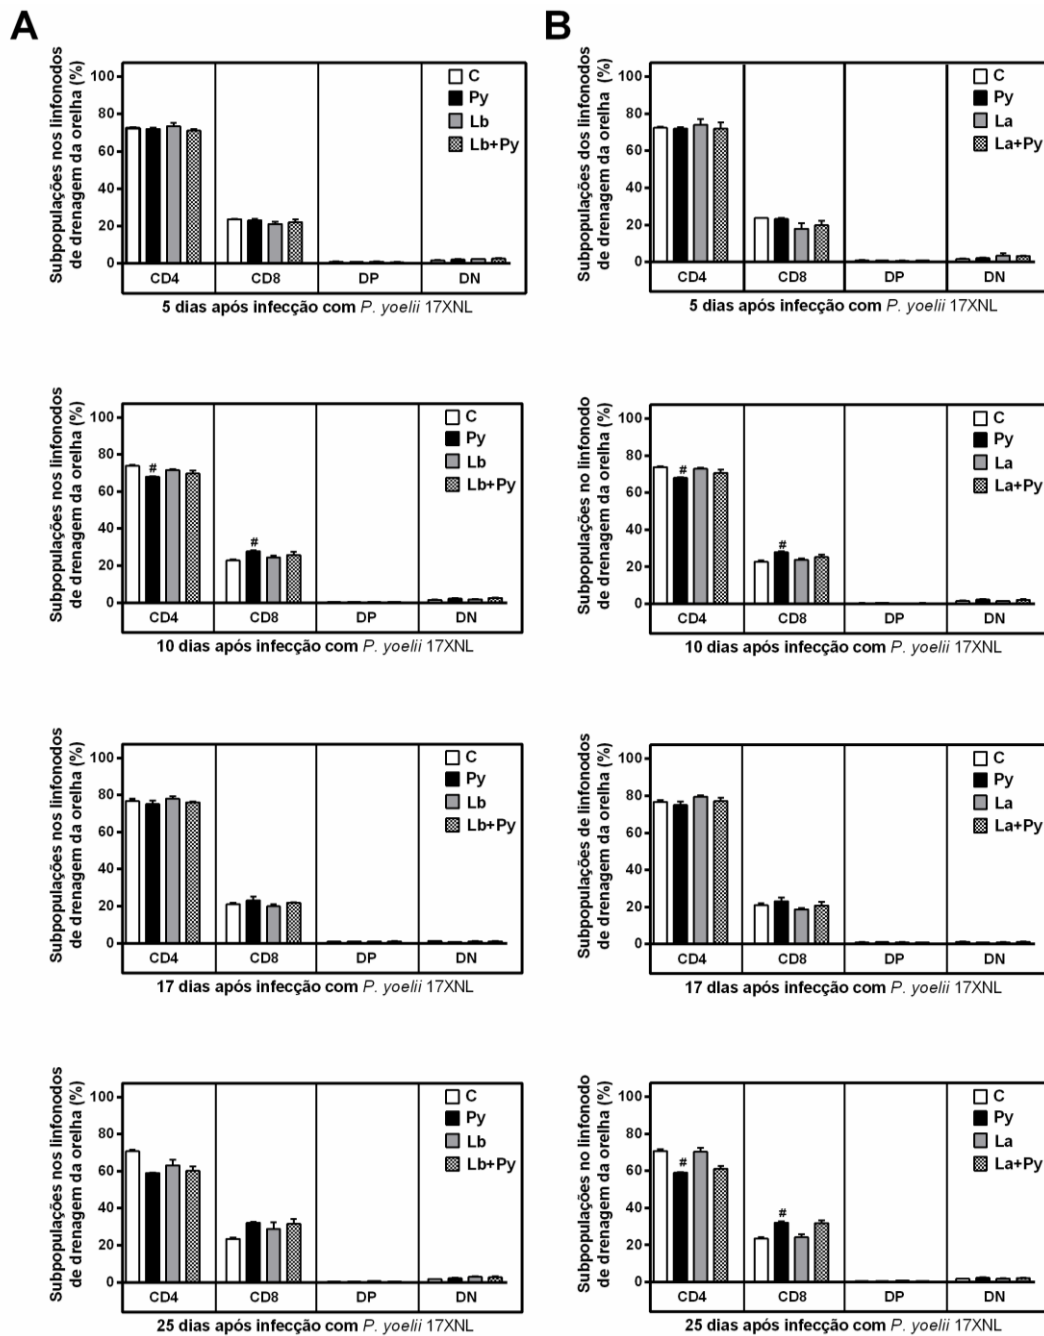 A
Subpopulações nos linfonodos
de drenagem da orelha (%)
100
80
60
40
20
0
C
Py
Lb
Lb+Py
CD4 CD8 DP DN
5 dias após infecção com P. yoelii 17XNL
Subpopulações nos linfonodos
de drenagem da orelha (%)
100
80
60
40
20
0
C
Py
Lb
Lb+Py
#
#
CD4 CD8 DP DN
10 dias após infecção com P. yoelii 17XNL
Subpopulações nos linfonodos
de drenagem da orelha (%)
100
80
60
40
20
0
C
Py
Lb
Lb+Py
CD4 CD8 DP DN
17 dias após infecção com P. yoelii 17XNL
Subpopulações nos linfonodos
de drenagem da orelha (%)
100
80
60
40
20
0
C
Py
Lb
Lb+Py
CD4 CD8 DP DN
25 dias após infecção com P. yoelii 17XNL
B
Subpopulações dos linfonodos
de drenagem da orelha (%)
100
80
60
40
20
0
C
Py
La
La+Py
CD4 CD8 DP DN
5 dias após infecção com P. yoelii 17XNL
Subpopulações no linfonodo
de drenagem da orelha (%)
100
80
60
40
20
0
C
Py
La
La+Py
#
#
CD4 CD8 DP DN
10 dias após infecção com P. yoelii 17XNL
Subpopulações de linfonodos
de drenagem da orelha (%)
100
80
60
40
20
0
C
Py
La
La+Py
CD4 CD8 DP DN
17 dias após infecção com P. yoelii 17XNL
Subpopulações no linfonodo
de drenagem da orelha (%)
100
80
60
40
20
0
C
Py
La
La+Py
#
#
CD4 CD8 DP DN
25 dias após infecção com P. yoelii 17XNL